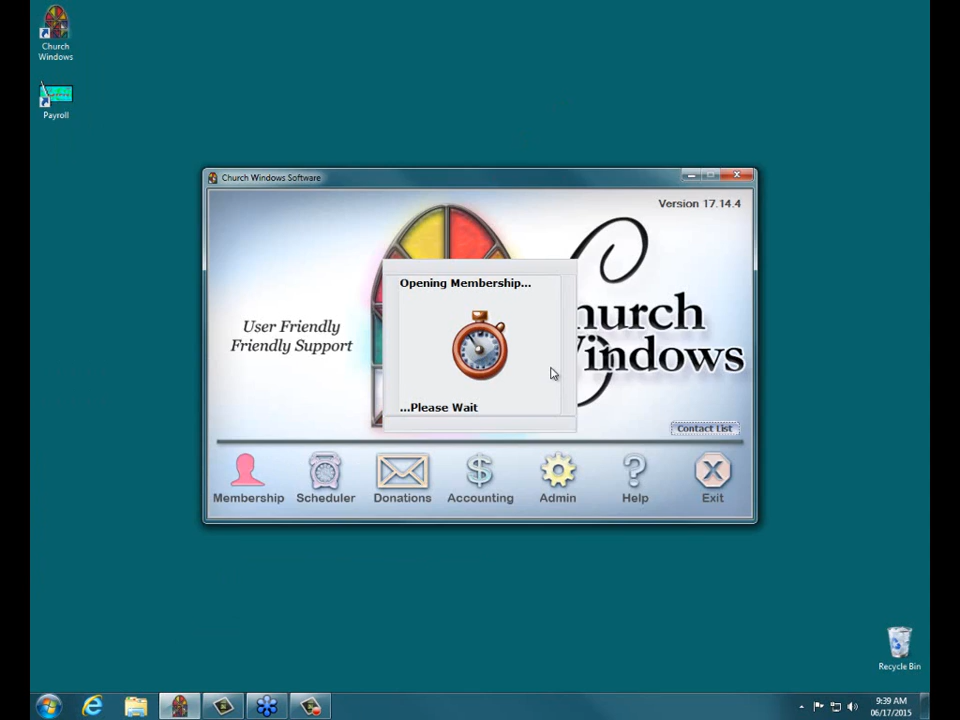 Church
Windows
Payroll
Church Windows Software
Version 17.14.4
User Friendly
Friendly Support
Opening Membership...
...Please Wait
hurch
indows
Contact List
Membership
Scheduler
Donations
Accounting
Admin
Help
Exit
Recycle Bin
9:39 AM
06/17/2015